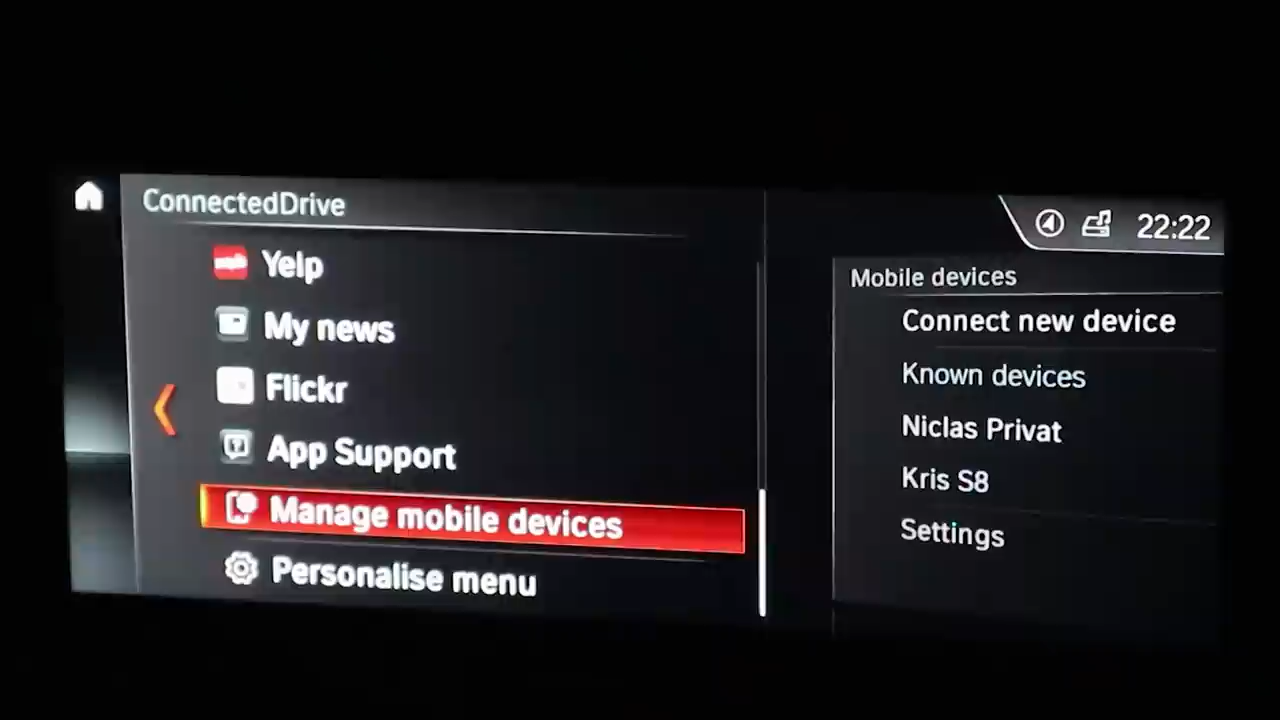 ConnectedDrive
Yelp
My news
Flickr
App Support
Manage mobile devices
Personalise menu
22:22
Mobile devices
Connect new device
Known devices
Niclas Privat
Kris S8
Settings